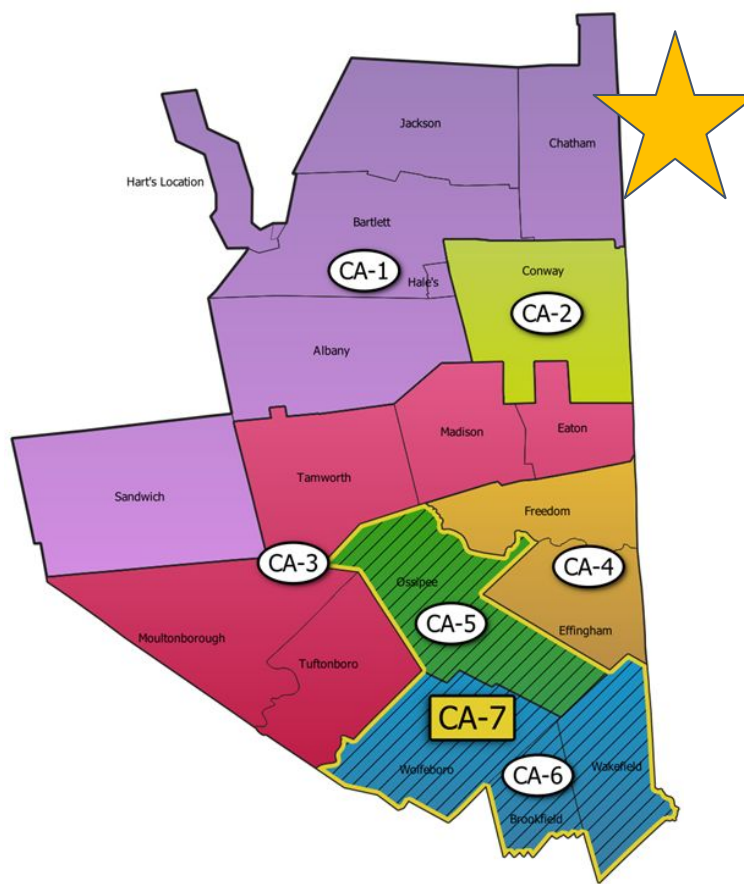 Jackson
Chatham
Hart's Location
Bartlett
CA-1
Hale's
Conway
CA-2
Albany
Madison
Eaton
Sandwich
Tamworth
Freedom
CA-3
CA-4
Ossipee
CA-5
Effingham
Moultonborough
Tuftonboro
CA-7
Wolfeboro
CA-6
Wakefield
Brookfield